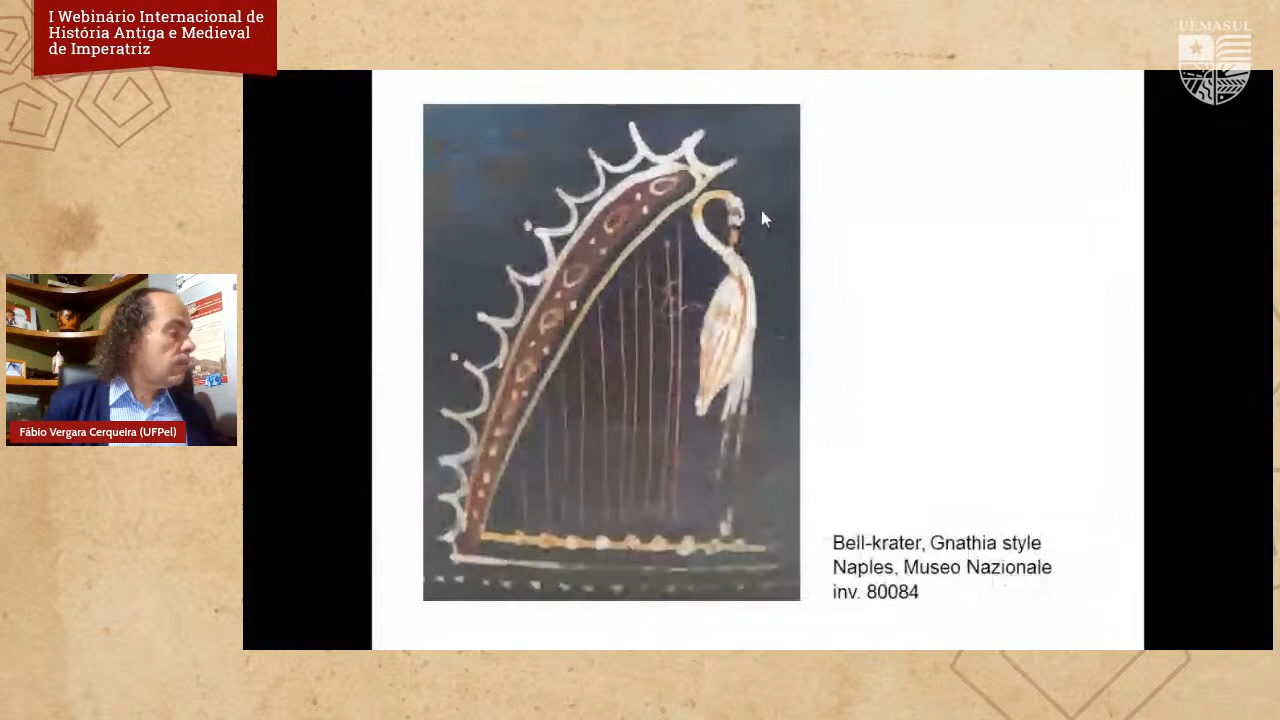 I Webinário Internacional de
História Antiga e Medieval
de Imperatriz
UEMASUL
Fábio Vergara Cerqueira (UFPel)
Bell-krater, Gnathia style
Naples, Museo Nazionale
inv. 80084